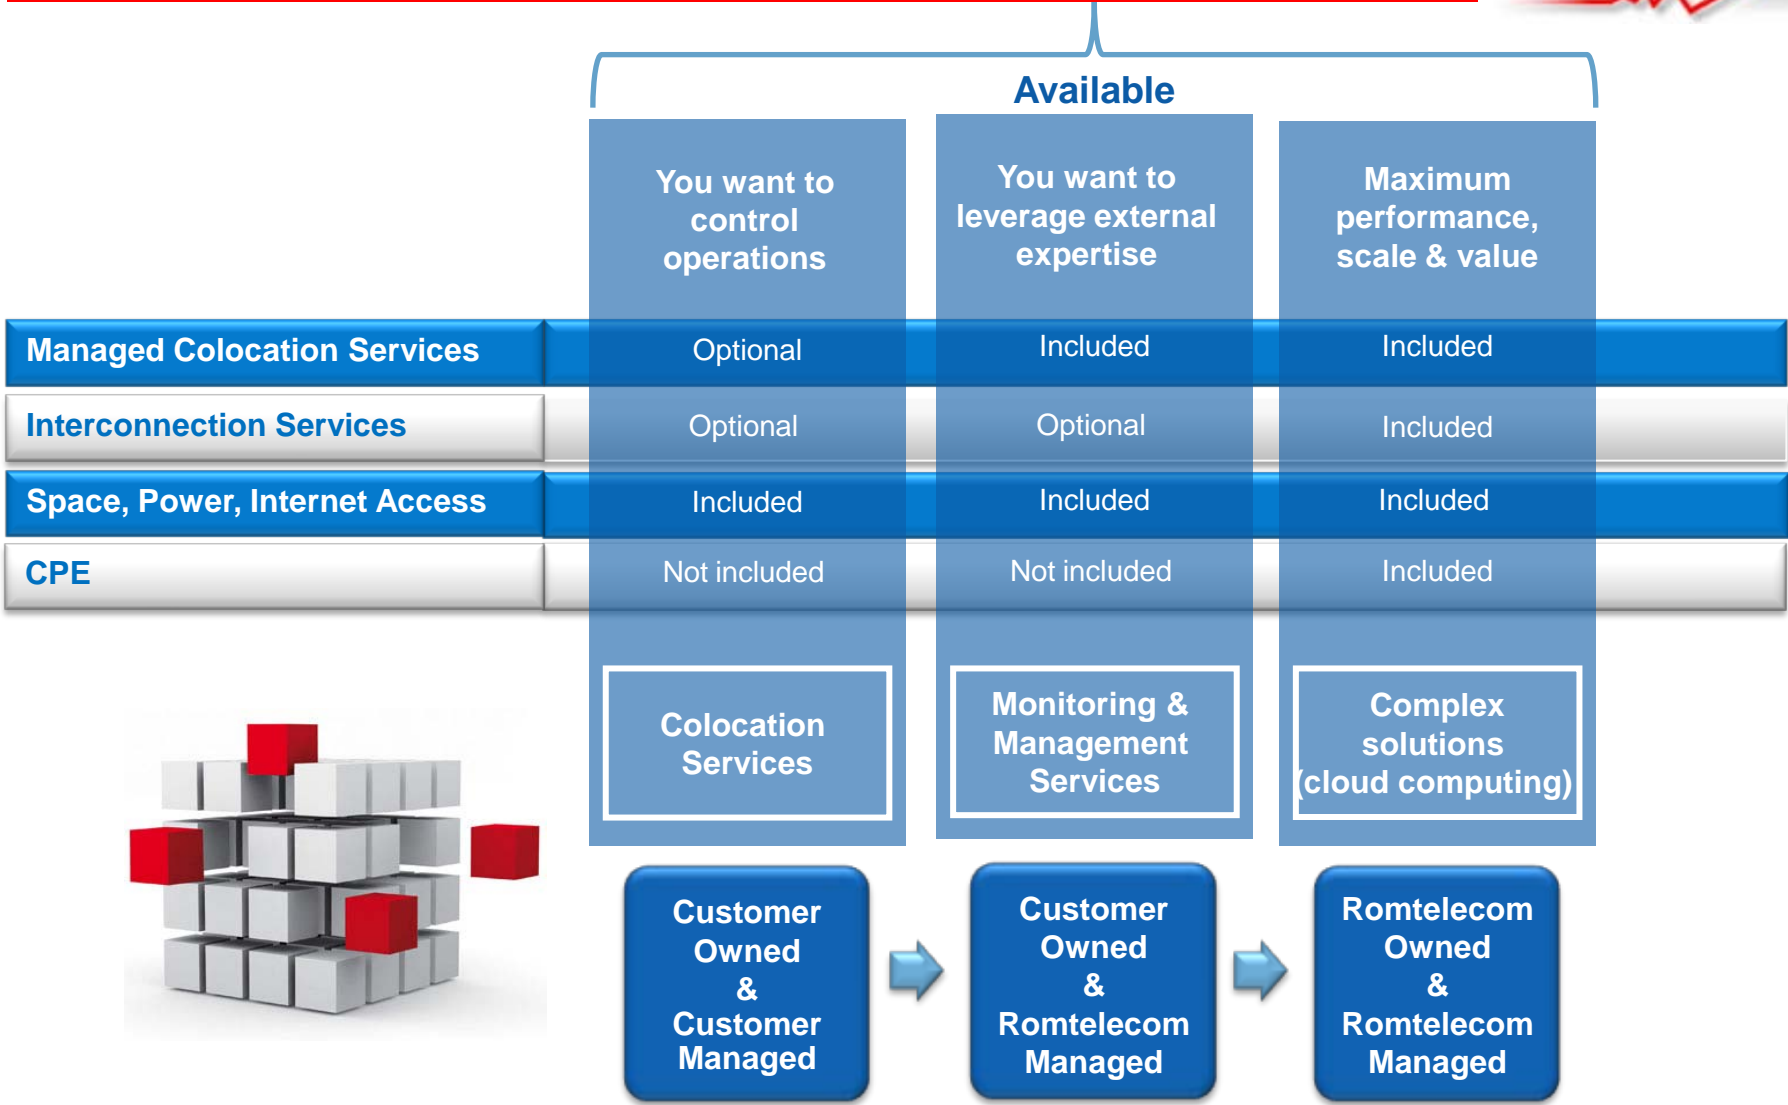 Available
You want to
control
operations
You want to
leverage external
expertise
Maximum
performance,
scale & value
Managed Colocation Services
Optional
Included
Included
Interconnection Services
Optional
Optional
Included
Space, Power, Internet Access
Included
Included
Included
CPE
Not included
Not included
Included
Colocation
Services
Monitoring &
Management
Services
Complex
solutions
(cloud computing)
Customer
Owned
&
Customer
Managed
Customer
Owned
&
Romtelecom
Managed
Romtelecom
Owned
&
Romtelecom
Managed